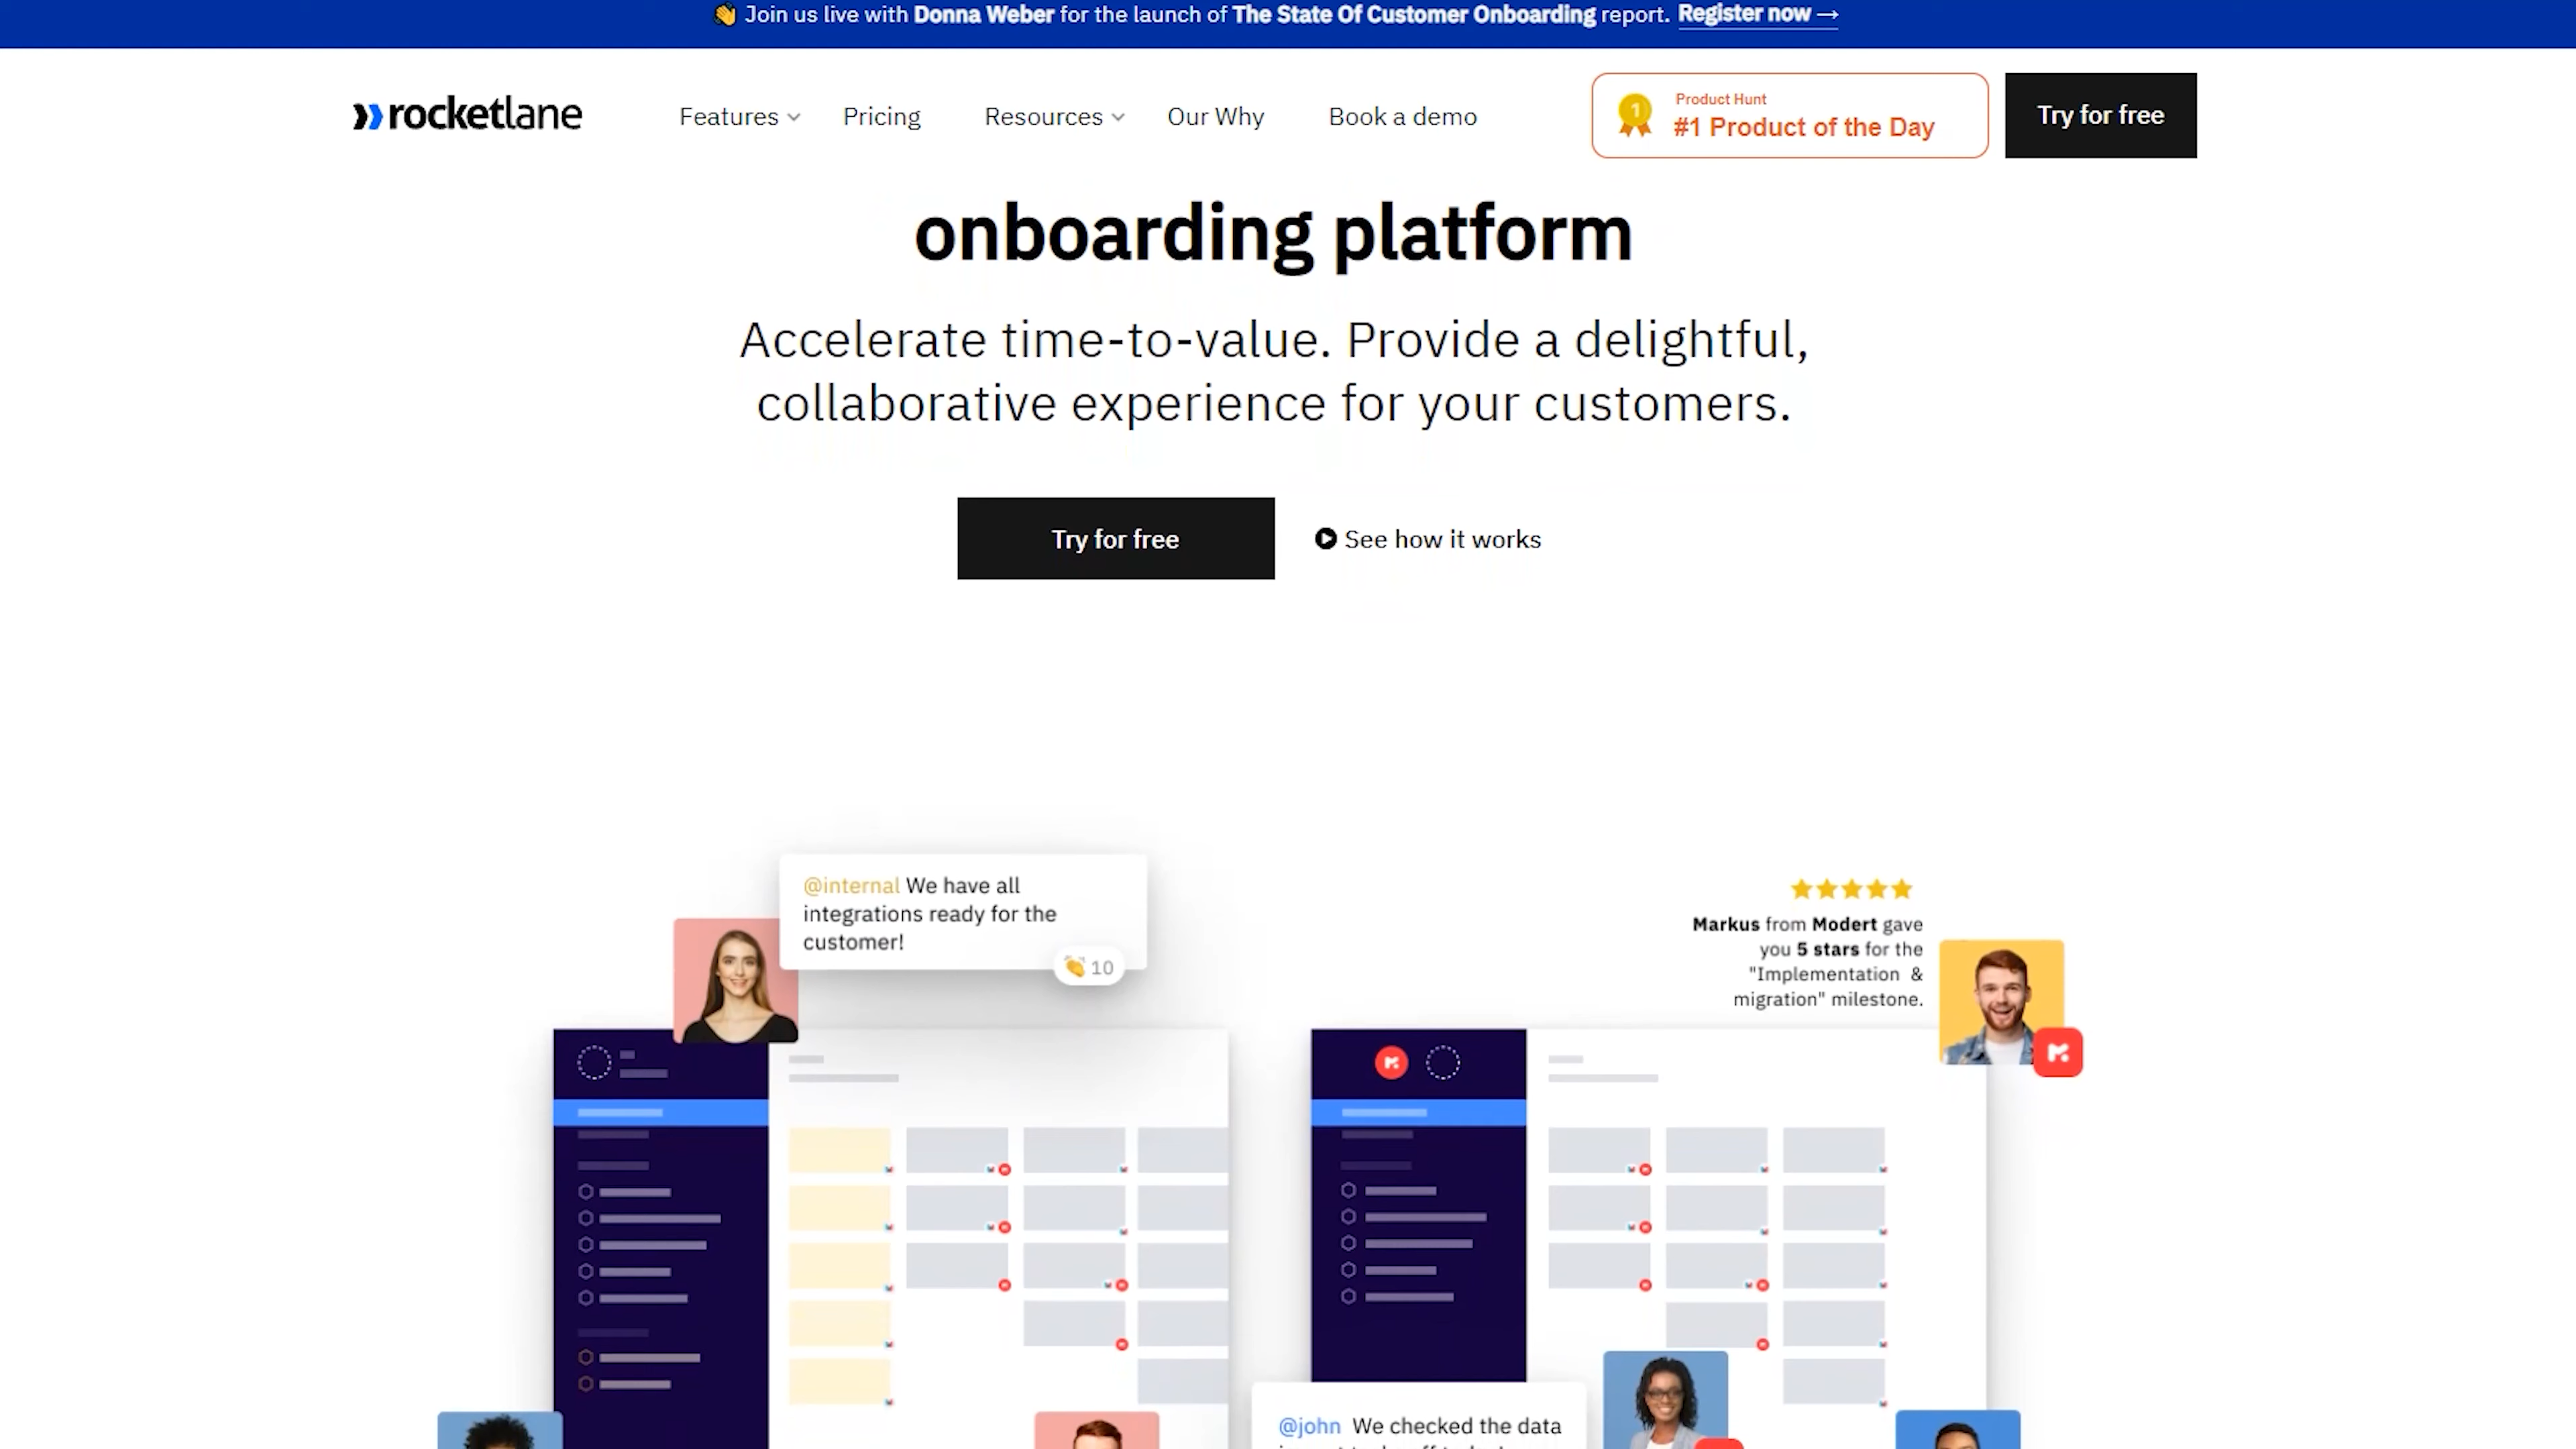 👋 Join us live with Donna Weber for the launch of The State Of Customer Onboarding report. Register now →
rocketlane
Features
Pricing
Resources
Our Why
Book a demo
1
Product Hunt
#1 Product of the Day
Try for free
onboarding platform
Accelerate time-to-value. Provide a delightful,
collaborative experience for your customers.
Try for free
See how it works
@internal We have all
integrations ready for the
customer!
👏 10
Markus from Modert gave
you 5 stars for the
"Implementation &
migration" milestone.
@john We checked the data